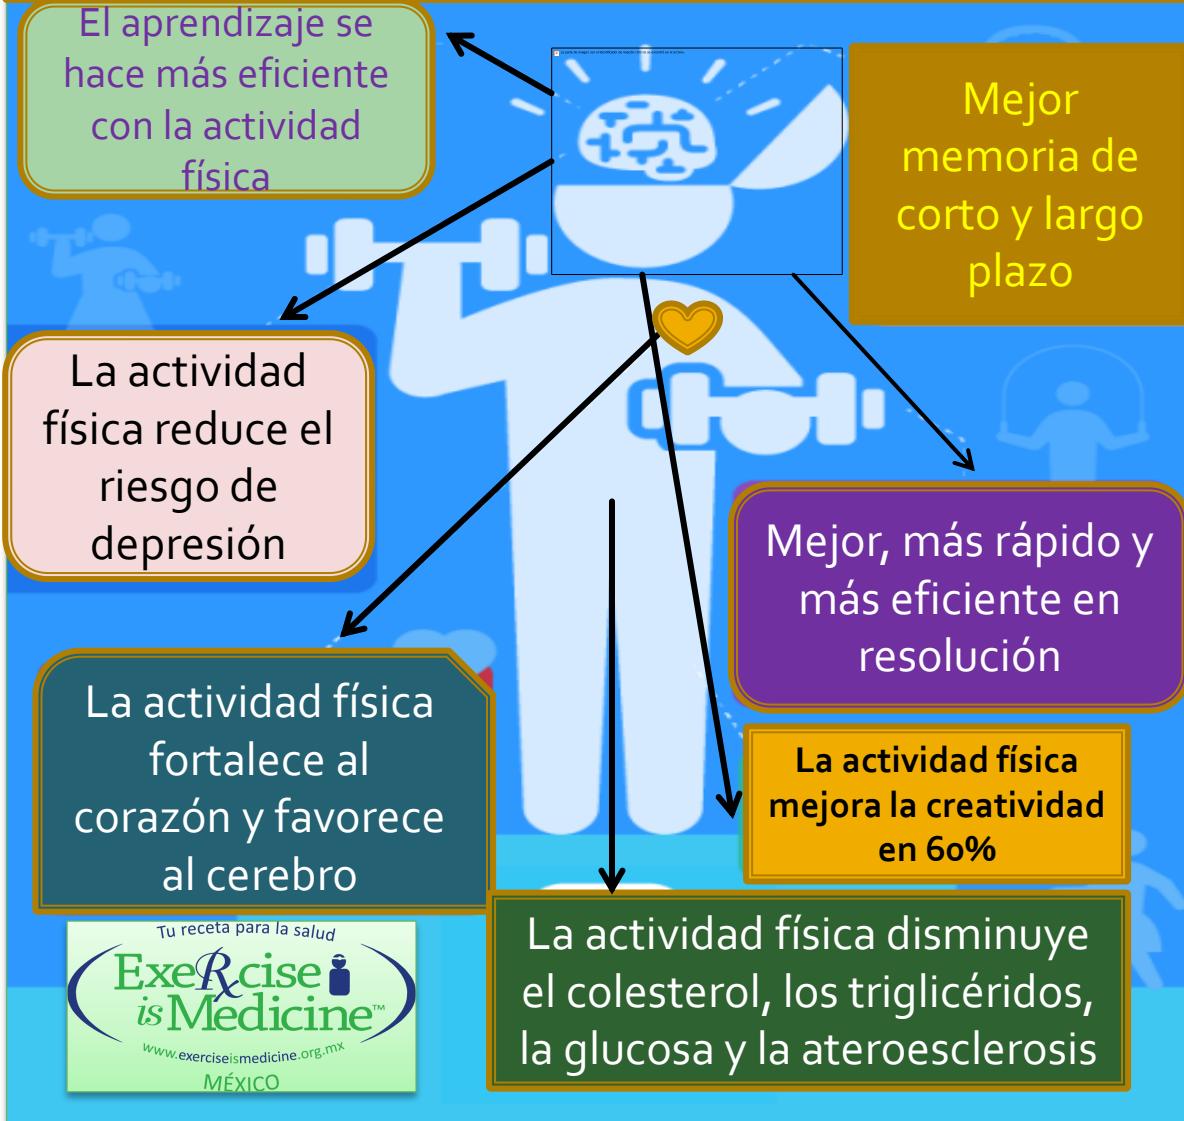 El aprendizaje se
hace más eficiente
con la actividad
física
Mejor
memoria de
corto y largo
plazo
La actividad
física reduce el
riesgo de
depresión
Mejor, más rápido y
más eficiente en
resolución
La actividad física
fortalece al
corazón y favorece
al cerebro
La actividad física
mejora la creatividad
en 60%
La actividad física disminuye
el colesterol, los triglicéridos,
la glucosa y la ateroesclerosis
Tu receta para la salud
ExeRxcise
is Medicine™
www.exerciseismedicine.org.mx
MÉXICO